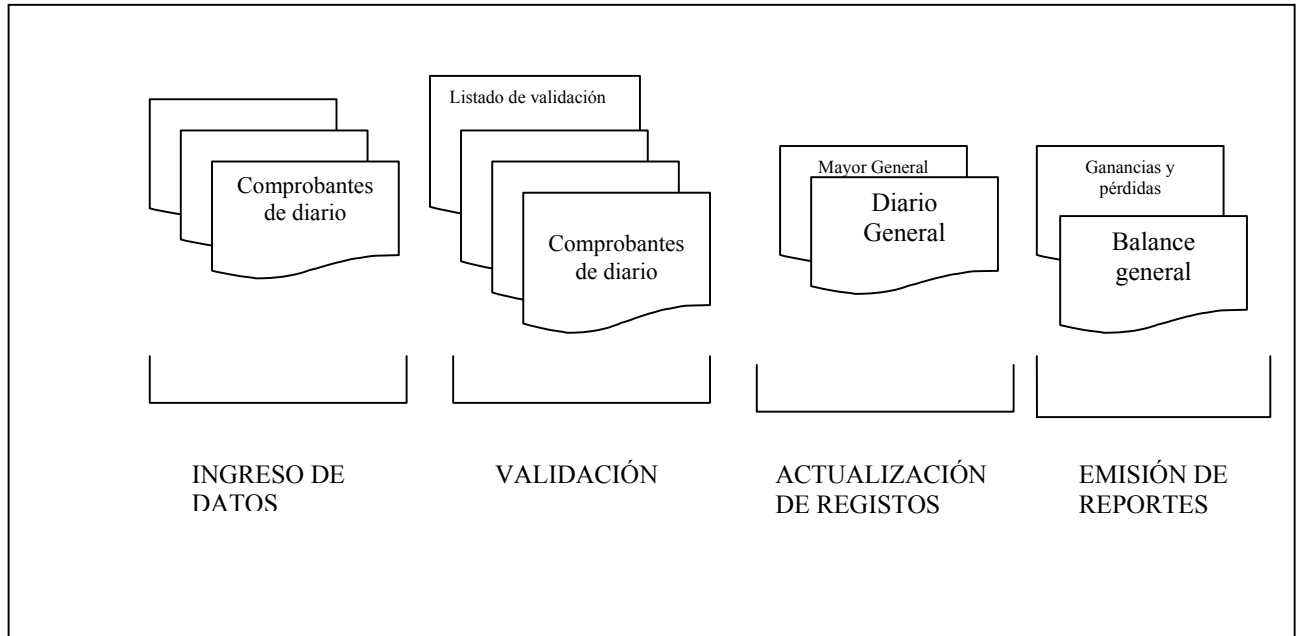 Comprobantes
de diario
Listado de validación
Comprobantes
de diario
Mayor General
Diario
General
Ganancias y
pérdidas
Balance
general
INGRESO DE
DATOS
VALIDACIÓN
ACTUALIZACIÓN
DE REGISTOS
EMISIÓN DE
REPORTES